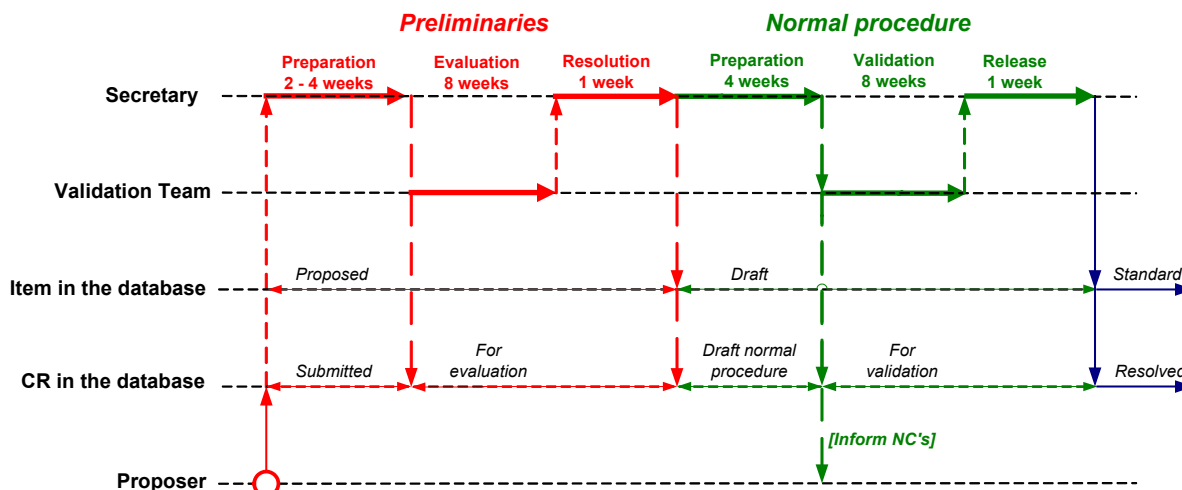 Preliminaries
Normal procedure
Preparation
2 - 4 weeks
Evaluation
8 weeks
Resolution
1 week
Preparation
4 weeks
Validation
8 weeks
Release
1 week
Secretary
Validation Team
Item in the database
Proposed
Draft
Standard
CR in the database
Submitted
For
evaluation
Draft normal
procedure
For
validation
Resolved
[Inform NC's]
Proposer